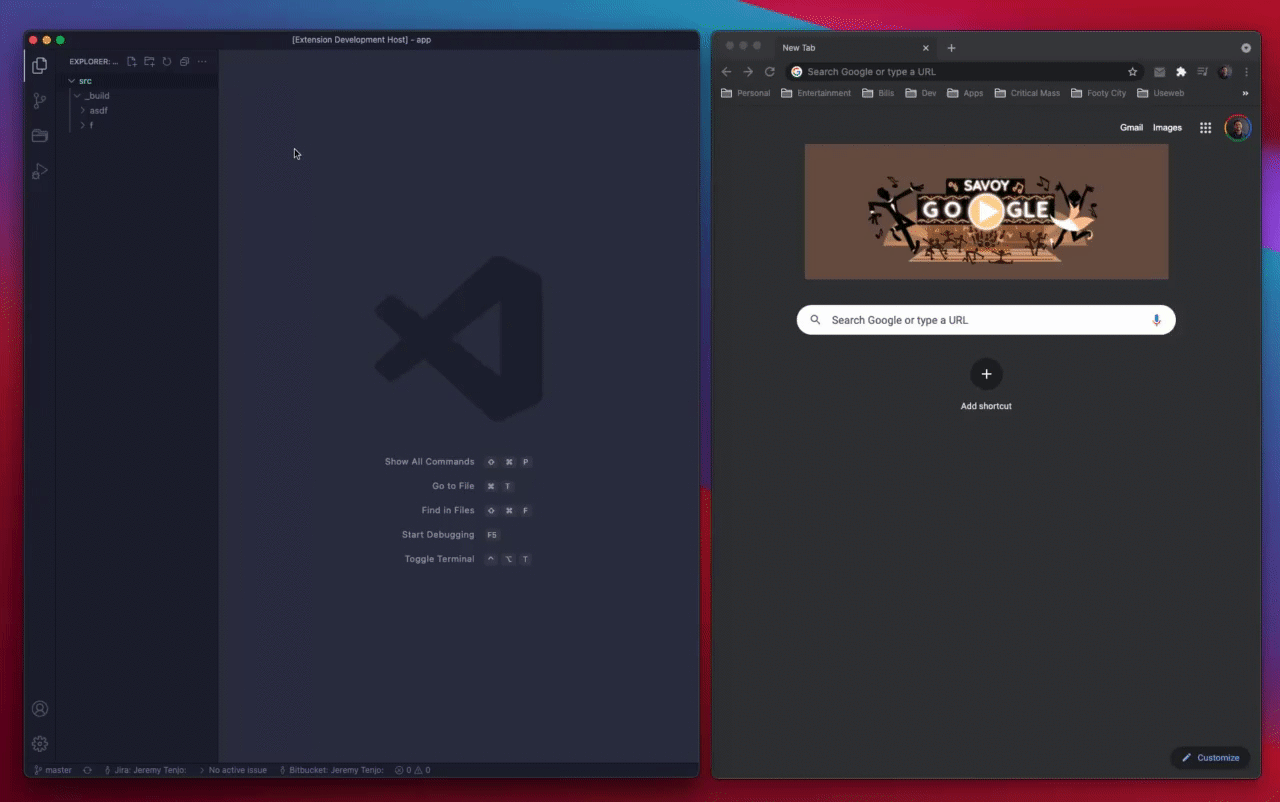 [Extension Development Host] - app
EXPLORER: ...
src
_build
asdf
f
Show All Commands ⇧ ⌘ P
Go to File ⌘ T
Find in Files ⇧ ⌘ F
Start Debugging F5
Toggle Terminal ^ ⌥ T
master Jira: Jeremy Tenjo: No active issue Bitbucket: Jeremy Tenjo: 0 0
New Tab
Search Google or type a URL
Personal Entertainment Bilis Dev Apps Critical Mass Footy City Useweb »
Gmail Images
SAVOY
GO GLE
Search Google or type a URL
Add shortcut
Customize